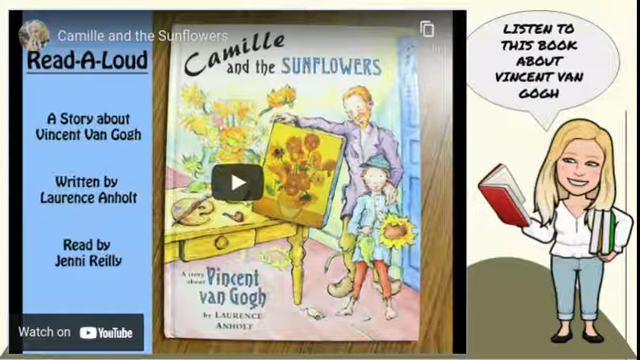 Camille and the Sunflowers
Read-A-Loud
A Story about
Vincent Van Gogh
Written by
Laurence Anholt
Read by
Jenni Reilly
Watch on YouTube
Camille
and the SUNFLOWERS
A story
about Vincent
van Gogh
by LAURENCE
ANHOLT
LISTEN TO
THIS BOOK
ABOUT
VINCENT VAN
GOGH